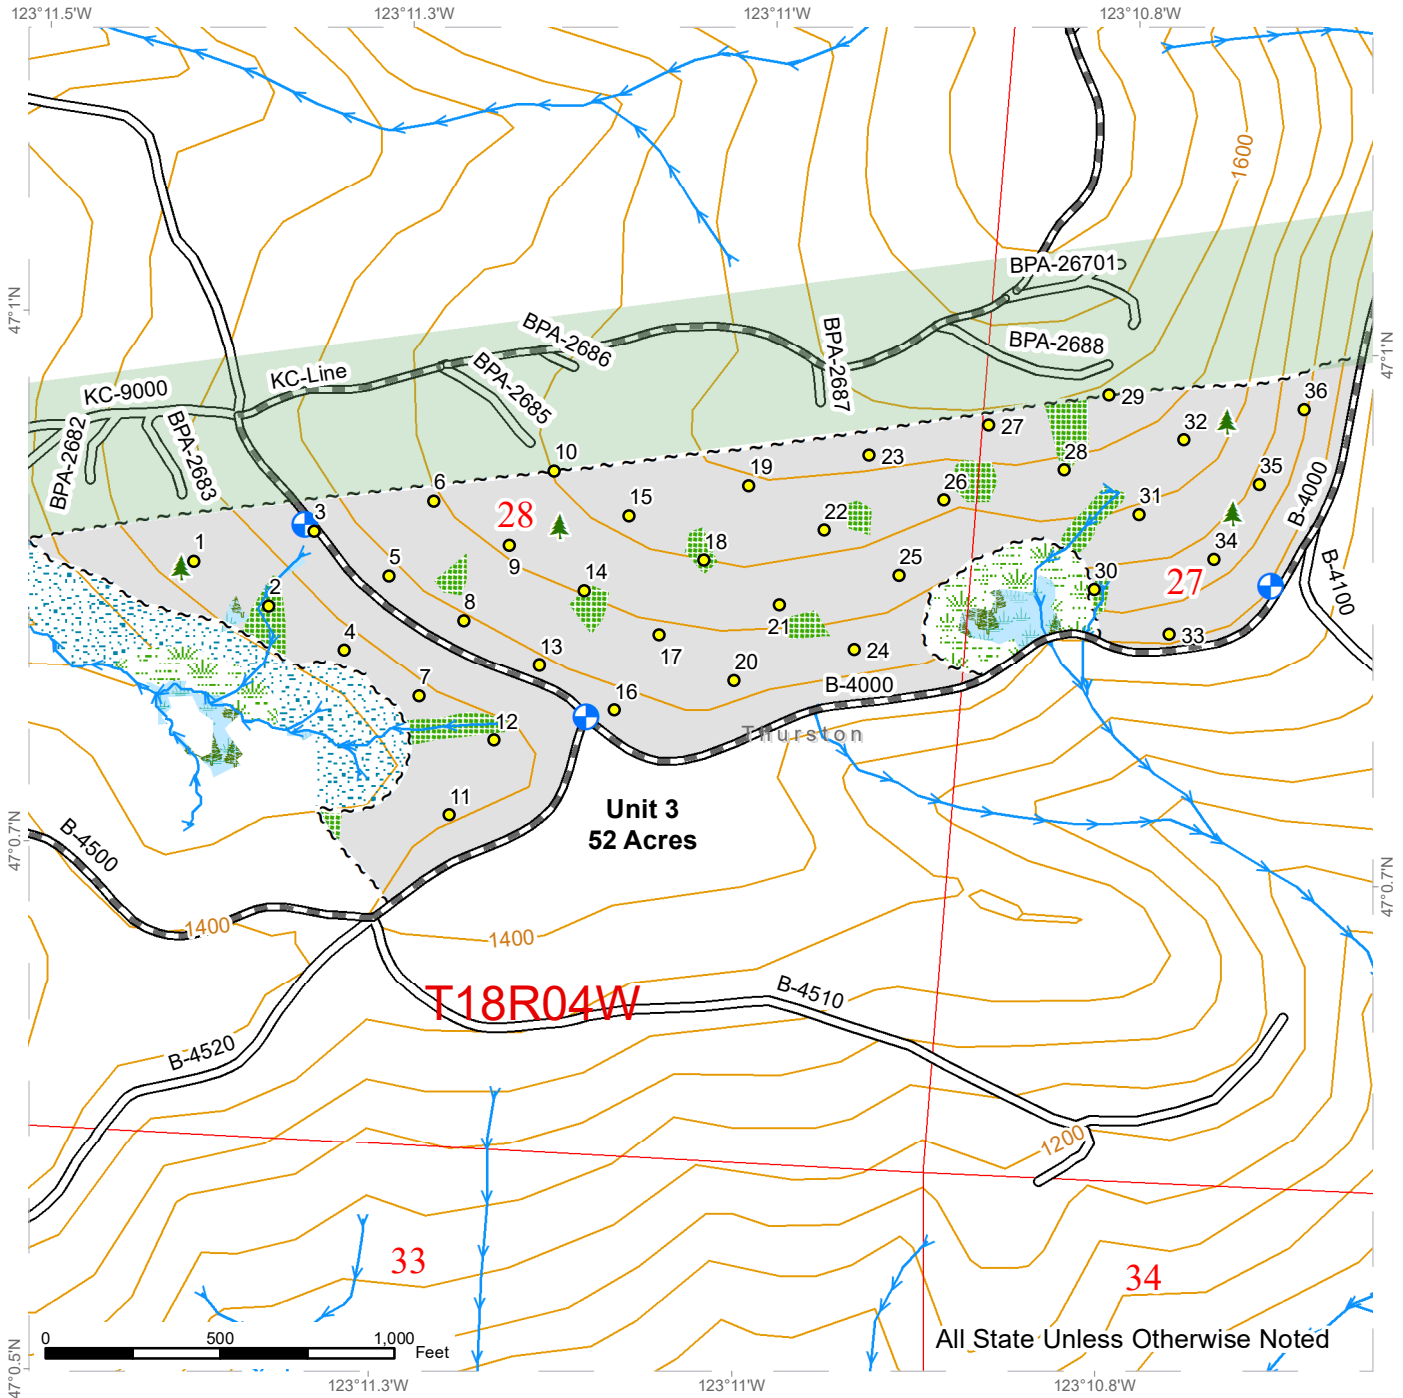 123°11.5'W
123°11.3'W
123°11'W
123°10.8'W
1600
47°1'N
47°1'N
BPA-26701
BPA-2688
BPA-2687
BPA-2686
BPA-2685
KC-Line
KC-9000
BPA-2682
BPA-2683
36
29
32
27
28
23
10
19
35
6
26
B-4000
15
28
3
22
31
1
9
18
34
5
25
14
27
30
B-4100
2
8
21
33
4
17
24
13
20
7
16
B-4000
12
Thurston
11
Unit 3
52 Acres
B-4500
47°0.7'N
47°0.7'N
1400
1400
T18R04W
B-4510
B-4520
1200
33
34
0
500
1,000
Feet
All State Unless Otherwise Noted
47°0.5'N
123°11.3'W
123°11'W
123°10.8'W